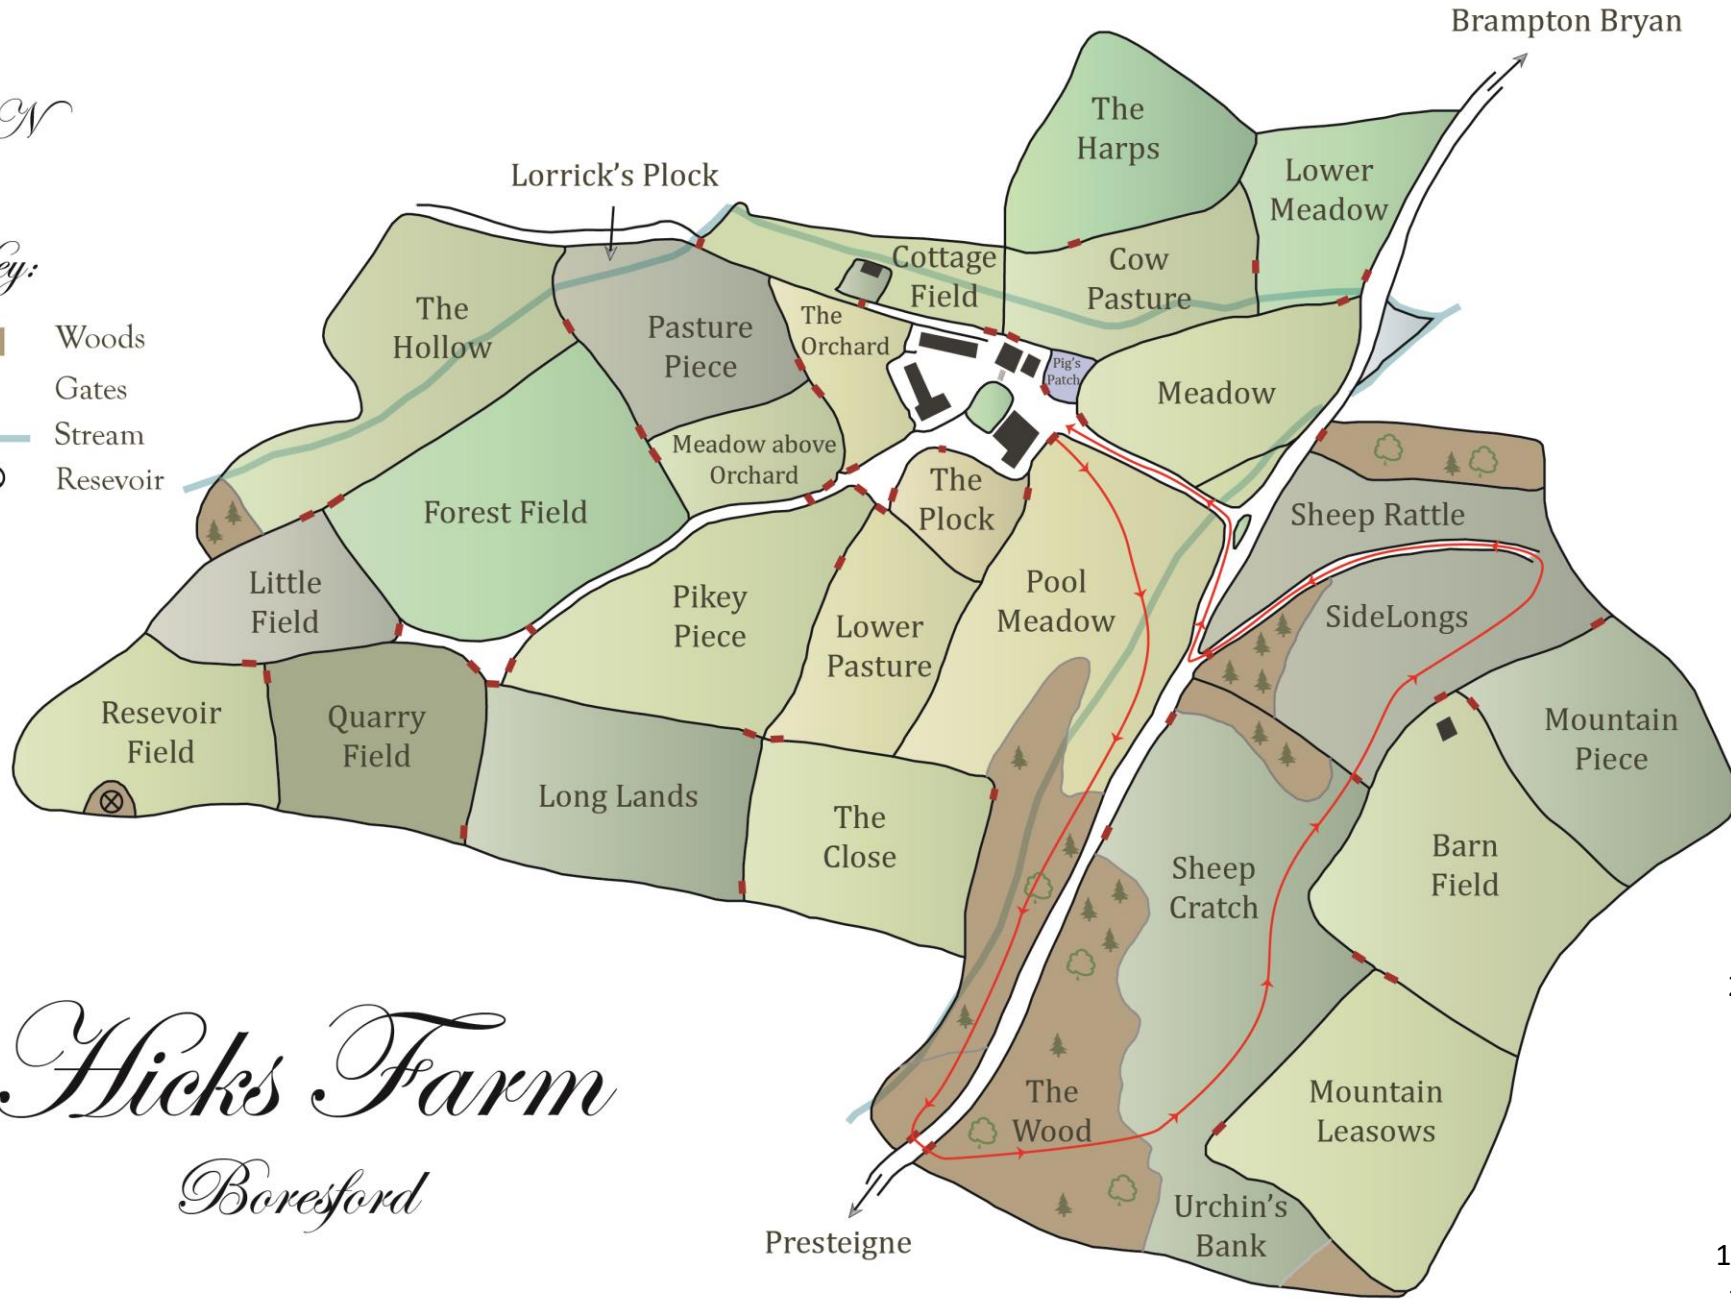 Brampton Bryan
N
The
Harps
Lorrick's Plock
Lower
Meadow
Cottage
Field
Cow
Pasture
ey:
The
Hollow
Pasture
Piece
The
Orchard
Woods
Pig's
Patch
Meadow
Gates
Stream
Meadow above
Orchard
Resevoir
The
Plock
Forest Field
Sheep Rattle
Little
Field
Pikey
Piece
Pool
Meadow
SideLongs
Lower
Pasture
Resevoir
Field
Quarry
Field
Mountain
Piece
Long Lands
The
Close
Barn
Field
Sheep
Cratch
Hicks Farm
Boresford
The
Wood
Mountain
Leasows
Urchin's
Bank
Presteigne
1